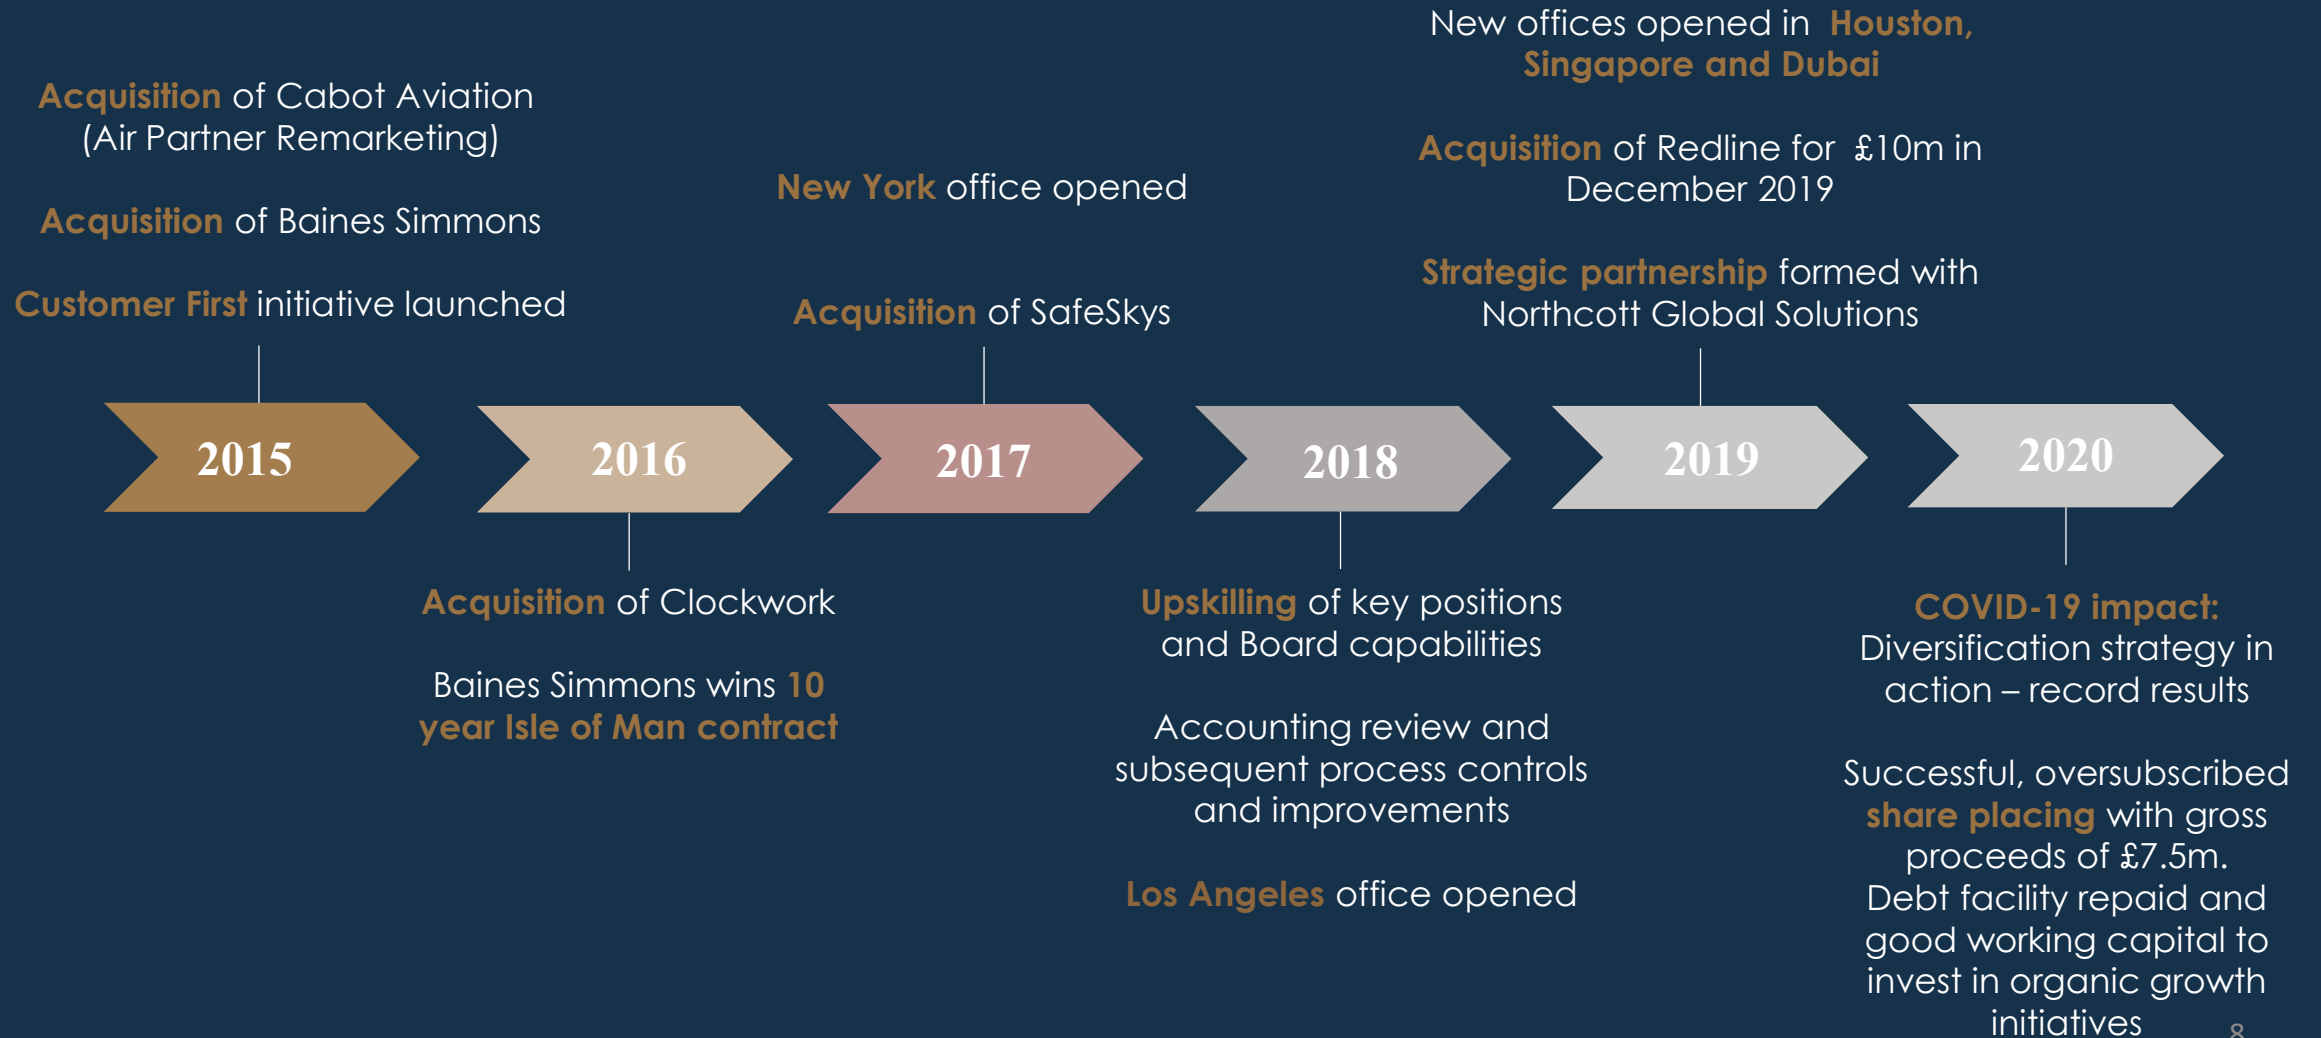 Acquisition of Cabot Aviation
(Air Partner Remarketing)
Acquisition of Baines Simmons
Customer First initiative launched
New York office opened
Acquisition of SafeSkys
New offices opened in Houston,
Singapore and Dubai
Acquisition of Redline for £10m in
December 2019
Strategic partnership formed with
Northcott Global Solutions
2015
2016
2017
2018
2019
2020
Acquisition of Clockwork
Baines Simmons wins 10
year Isle of Man contract
Upskilling of key positions
and Board capabilities
Accounting review and
subsequent process controls
and improvements
Los Angeles office opened
COVID-19 impact:
Diversification strategy in
action – record results
Successful, oversubscribed
share placing with gross
proceeds of £7.5m.
Debt facility repaid and
good working capital to
invest in organic growth
initiatives
8